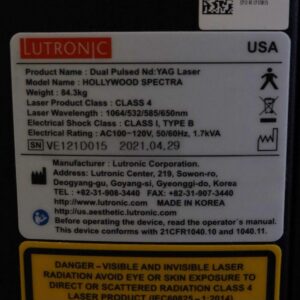 LUTRONIC
USA
Product Name : Dual Pulsed Nd:YAG Laser
Model Name : HOLLYWOOD SPECTRA
Weight : 84.3kg
Laser Product Class : CLASS 4
Laser Wavelength : 1064/532/585/650nm
Electrical Shock Class : CLASS I, TYPE B
Electrical Rating : AC100~120V, 50/60Hz, 1.7kVA
SN VE121D015 2021.04.29
Manufacturer : Lutronic Corporation.
Address: Lutronic Center, 219, Sowon-ro,
Deogyang-gu, Goyang-si, Gyeonggi-do, Korea
TEL: +82-31-908-3440 FAX: +82-31-907-3440
http://www.lutronic.com MADE IN KOREA
http://us.aesthetic.lutronic.com
Before operating the device, read the operator's manual.
This device conforms with 21CFR1040.10 and 1040.11.
DANGER – VISIBLE AND INVISIBLE LASER
RADIATION AVOID EYE OR SKIN EXPOSURE TO
DIRECT OR SCATTERED RADIATION CLASS 4
LASER PRODUCT (IEC60825-1:2014)